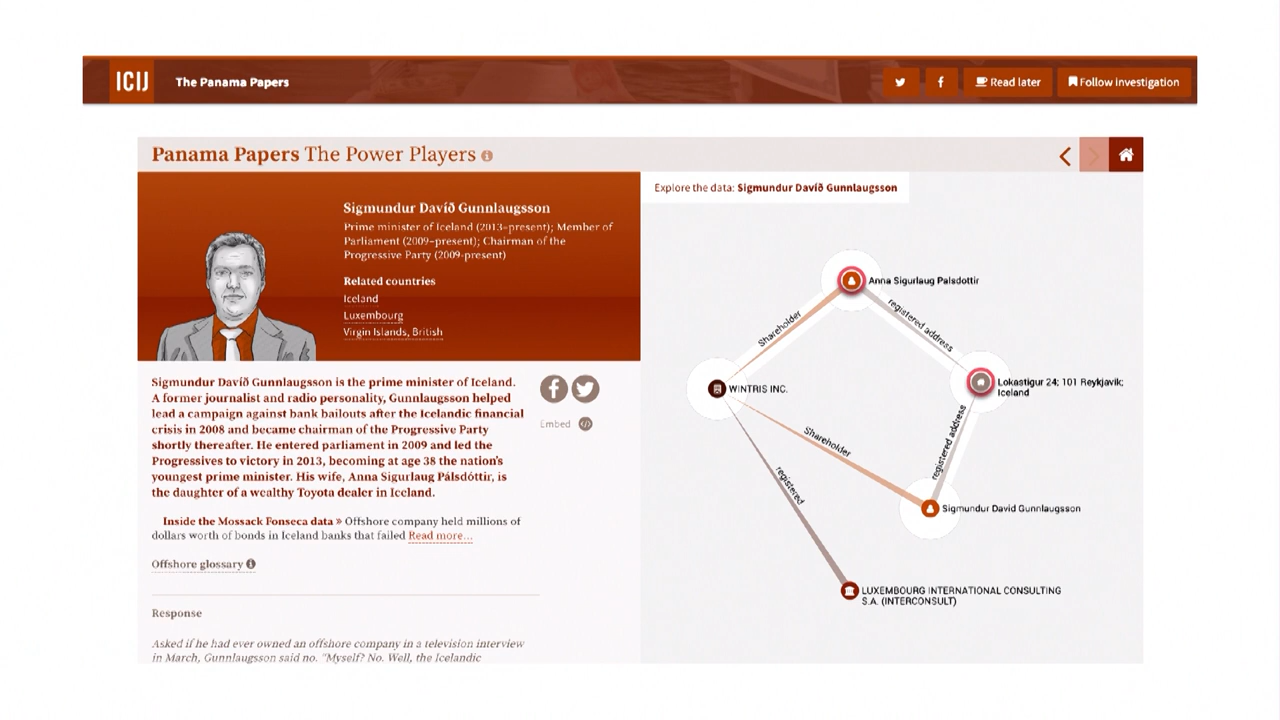 ICIJ
The Panama Papers
Read later
Follow investigation
Panama Papers The Power Players
Sigmundur Davíð Gunnlaugsson
Prime minister of Iceland (2013–present); Member of
Parliament (2009–present); Chairman of the
Progressive Party (2009-present)
Related countries
Iceland
Luxembourg
Virgin Islands, British
Sigmundur Davíð Gunnlaugsson is the prime minister of Iceland.
A former journalist and radio personality, Gunnlaugsson helped
lead a campaign against bank bailouts after the Icelandic financial
crisis in 2008 and became chairman of the Progressive Party
shortly thereafter. He entered parliament in 2009 and led the
Progressives to victory in 2013, becoming at age 38 the nation's
youngest prime minister. His wife, Anna Sigurlaug Pálsdóttir, is
the daughter of a wealthy Toyota dealer in Iceland.
Embed
Inside the Mossack Fonseca data » Offshore company held millions of
dollars worth of bonds in Iceland banks that failed Read more...
Offshore glossary
Response
Asked if he had ever owned an offshore company in a television interview
in March, Gunnlaugsson said no. "Myself? No. Well, the Icelandic
Explore the data: Sigmundur Davíð Gunnlaugsson
Anna Sigurlaug Palsdottir
Shareholder
registered address
WINTRIS INC.
Lokastigur 24; 101 Reykjavik;
Iceland
Shareholder
registered address
registered
Sigmundur David Gunnlaugsson
LUXEMBOURG INTERNATIONAL CONSULTING
S.A. (INTERCONSULT)